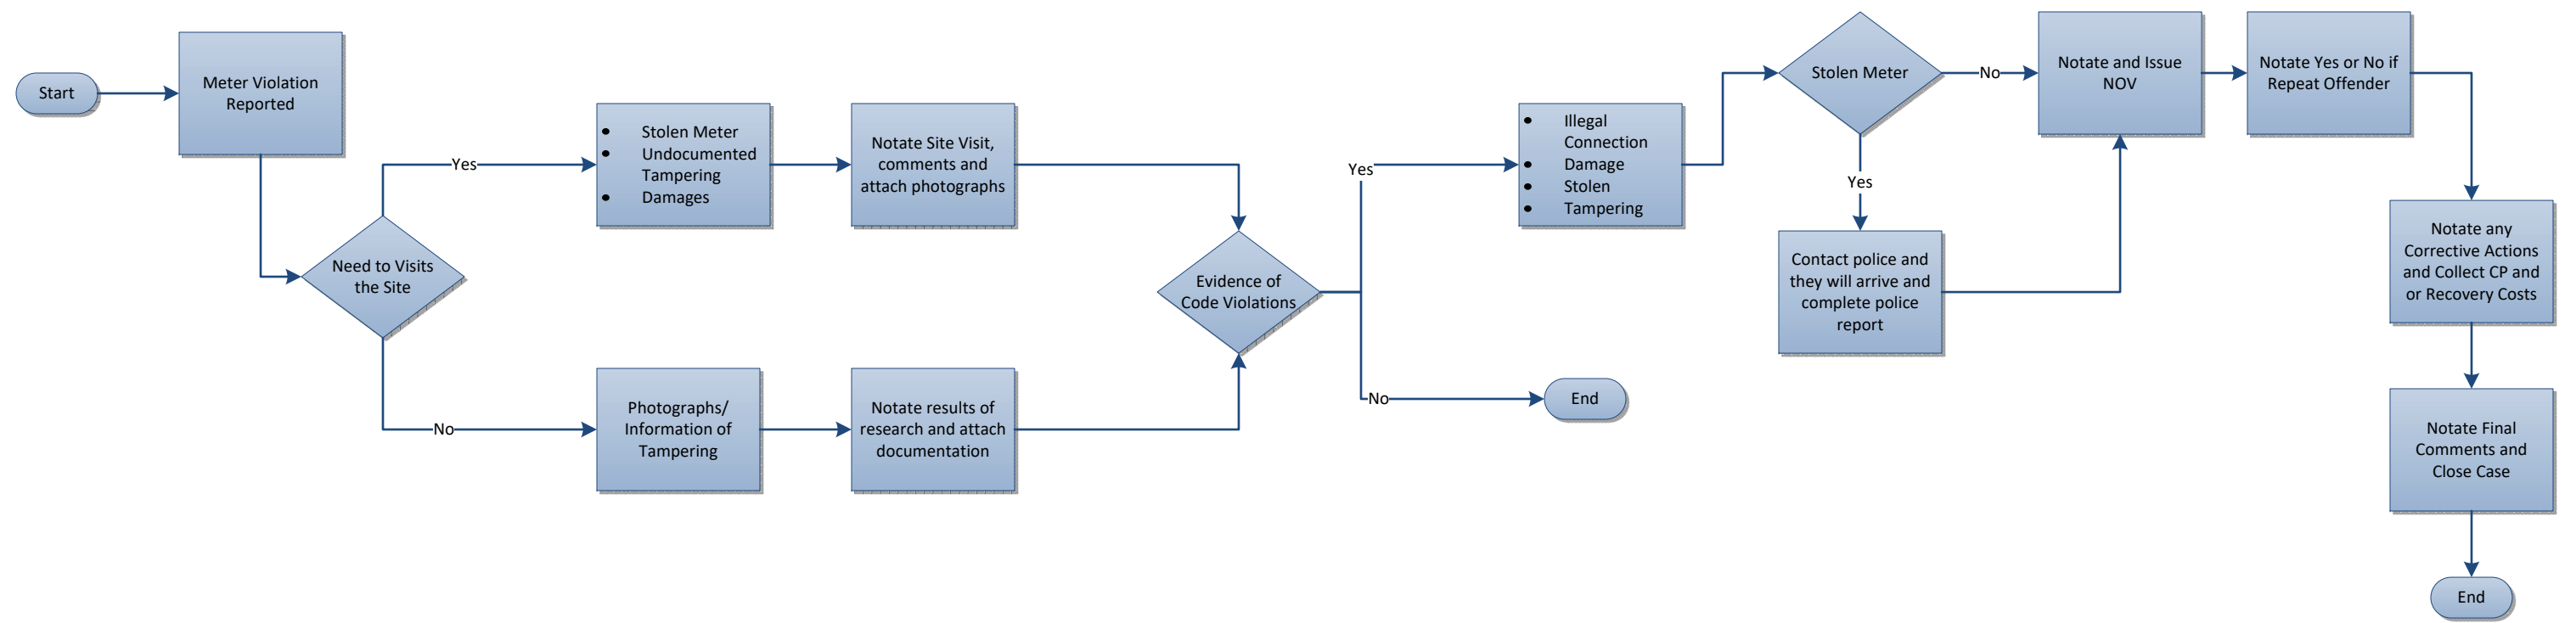 Start
Meter Violation
Reported
Need to Visits
the Site
Yes
• Stolen Meter
• Undocumented
Tampering
• Damages
Notate Site Visit,
comments and
attach photographs
No
Photographs/
Information of
Tampering
Notate results of
research and attach
documentation
Evidence of
Code Violations
Yes
• Illegal
Connection
• Damage
• Stolen
• Tampering
No
End
Stolen Meter
Yes
Contact police and
they will arrive and
complete police
report
No
Notate and Issue
NOV
Notate Yes or No if
Repeat Offender
Notate any
Corrective Actions
and Collect CP and
or Recovery Costs
Notate Final
Comments and
Close Case
End